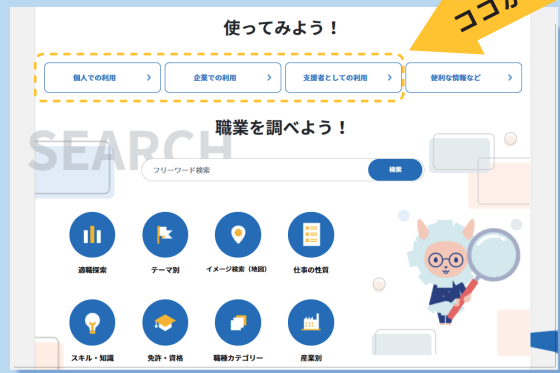 ココが
使ってみよう！
個人での利用
企業での利用
支援者としての利用
便利な情報など
職業を調べよう！
SEARCH
フリーワード検索
検索
適職探索
テーマ別
イメージ検索（地図）
仕事の性質
スキル・知識
免許・資格
職種カテゴリー
産業別